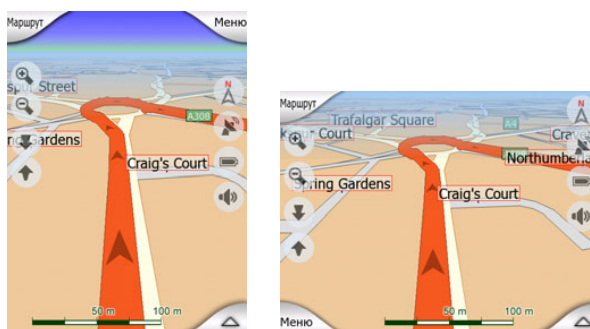 Маршрут
Меню
Street
A308
Gardens
Craig's Court
N
50 m
100 m
Маршрут
N
Trafalgar Square
A4
Court
Northumberla
Spring Gardens
Craig's Court
50 m
100 m
Меню